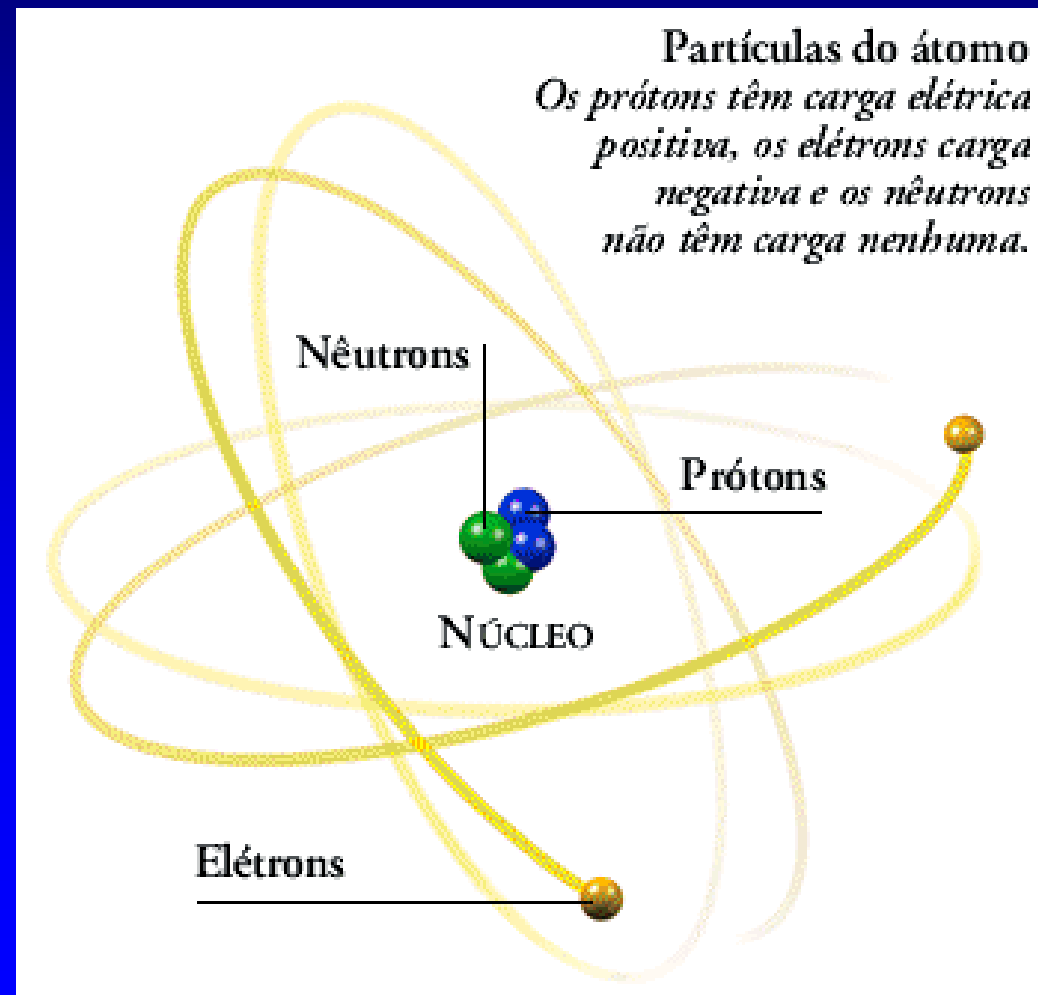 Partículas do átomo
Os prótons têm carga elétrica
positiva, os elétrons carga
negativa e os nêutrons
não têm carga nenhuma.
Nêutrons
Prótons
NÚCLEO
Elétrons